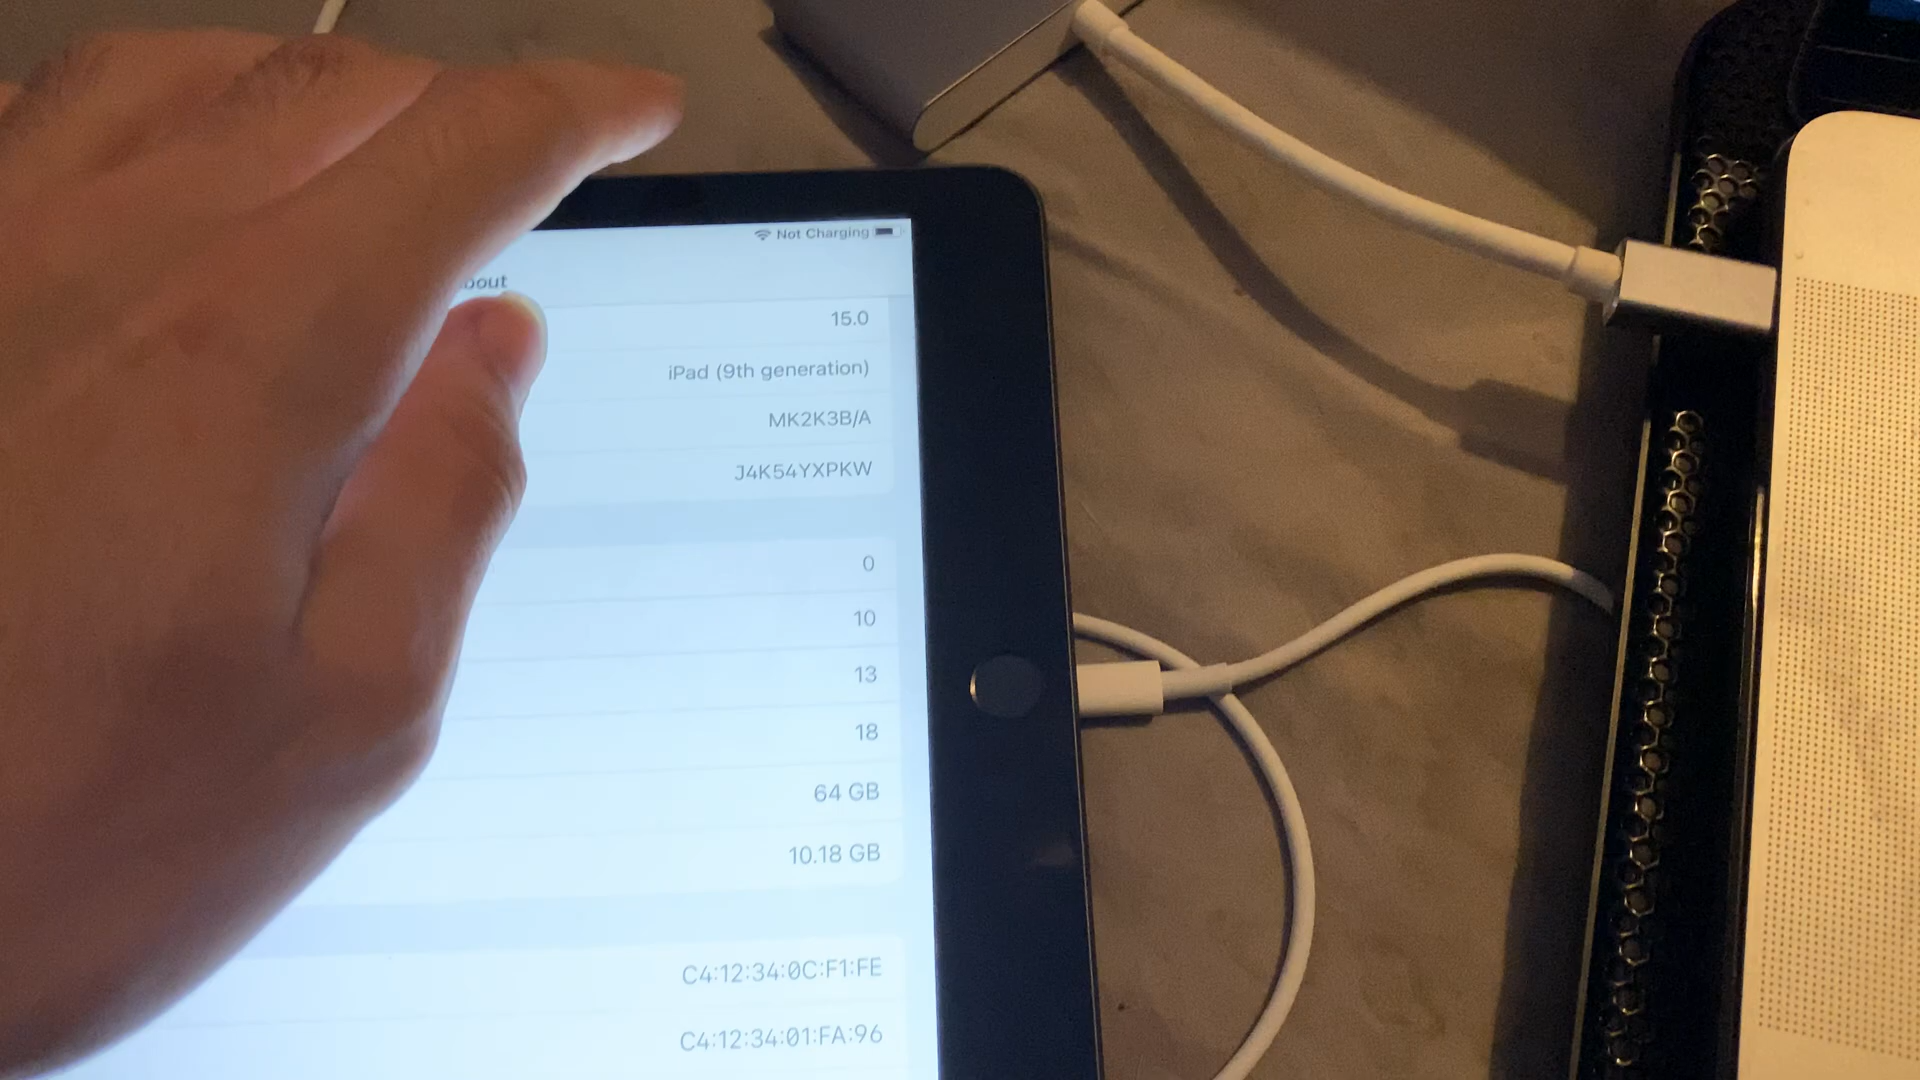 Not Charging
bout
15.0
iPad (9th generation)
MK2K3B/A
J4K54YXPKW
0
10
13
18
64 GB
10.18 GB
C4:12:34:0C:F1:FE
C4:12:34:01:FA:96